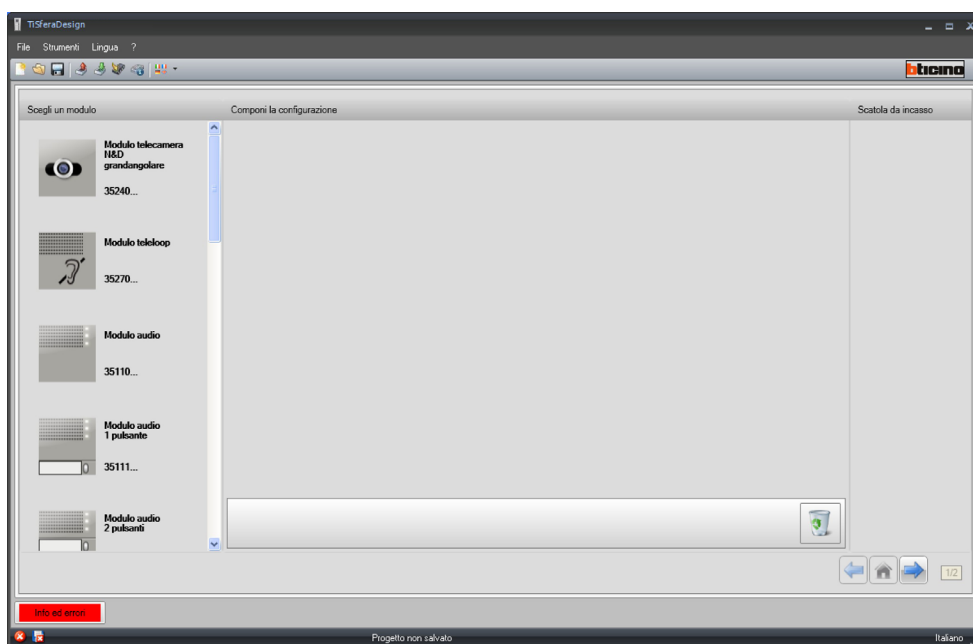 TiSferaDesign
File Strumenti Lingua ?
bticino
Scegli un modulo
Componi la configurazione
Scatola da incasso
Modulo telecamera
N&D
grandangolare
35240...
Modulo teleloop
35270...
Modulo audio
35110...
Modulo audio
1 pulsante
35111...
Modulo audio
2 pulsanti
1/2
Info ed errori
Progetto non salvato
Italiano